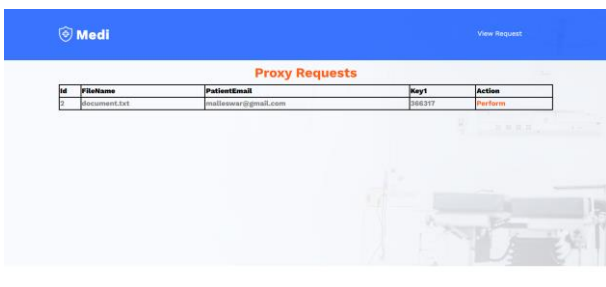 Medi
View Request
Proxy Requests
Id FileName PatientEmail Key1 Action
2 document.txt malleswar@gmail.com 366317 Perform